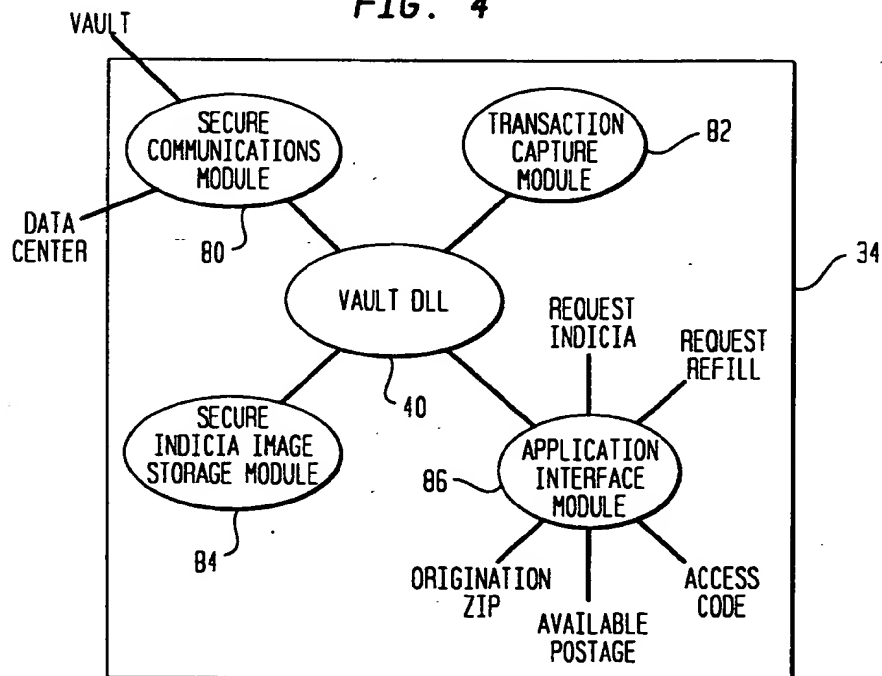 FIG. 4
VAULT
SECURE
COMMUNICATIONS
MODULE
TRANSACTION
CAPTURE
MODULE
82
DATA
CENTER
80
34
VAULT DLL
REQUEST
INDICIA
REQUEST
REFILL
40
SECURE
INDICIA IMAGE
STORAGE MODULE
86
APPLICATION
INTERFACE
MODULE
84
ORIGINATION
ZIP
ACCESS
CODE
AVAILABLE
POSTAGE